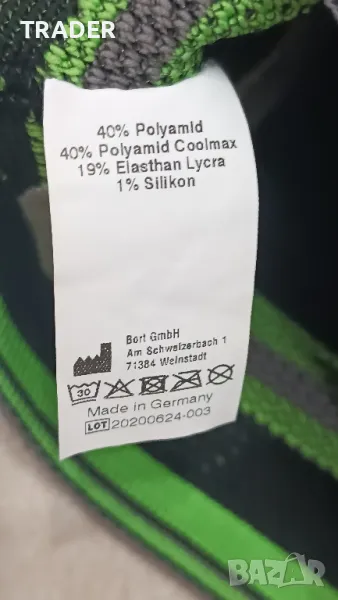 TRADER
40% Polyamid
40% Polyamid Coolmax
19% Elasthan Lycra
1% Silikon
Bort GmbH
Am Schweizerbach 1
71384 Weinstadt
30
Made in Germany
LOT 20200624-003
BAZAR